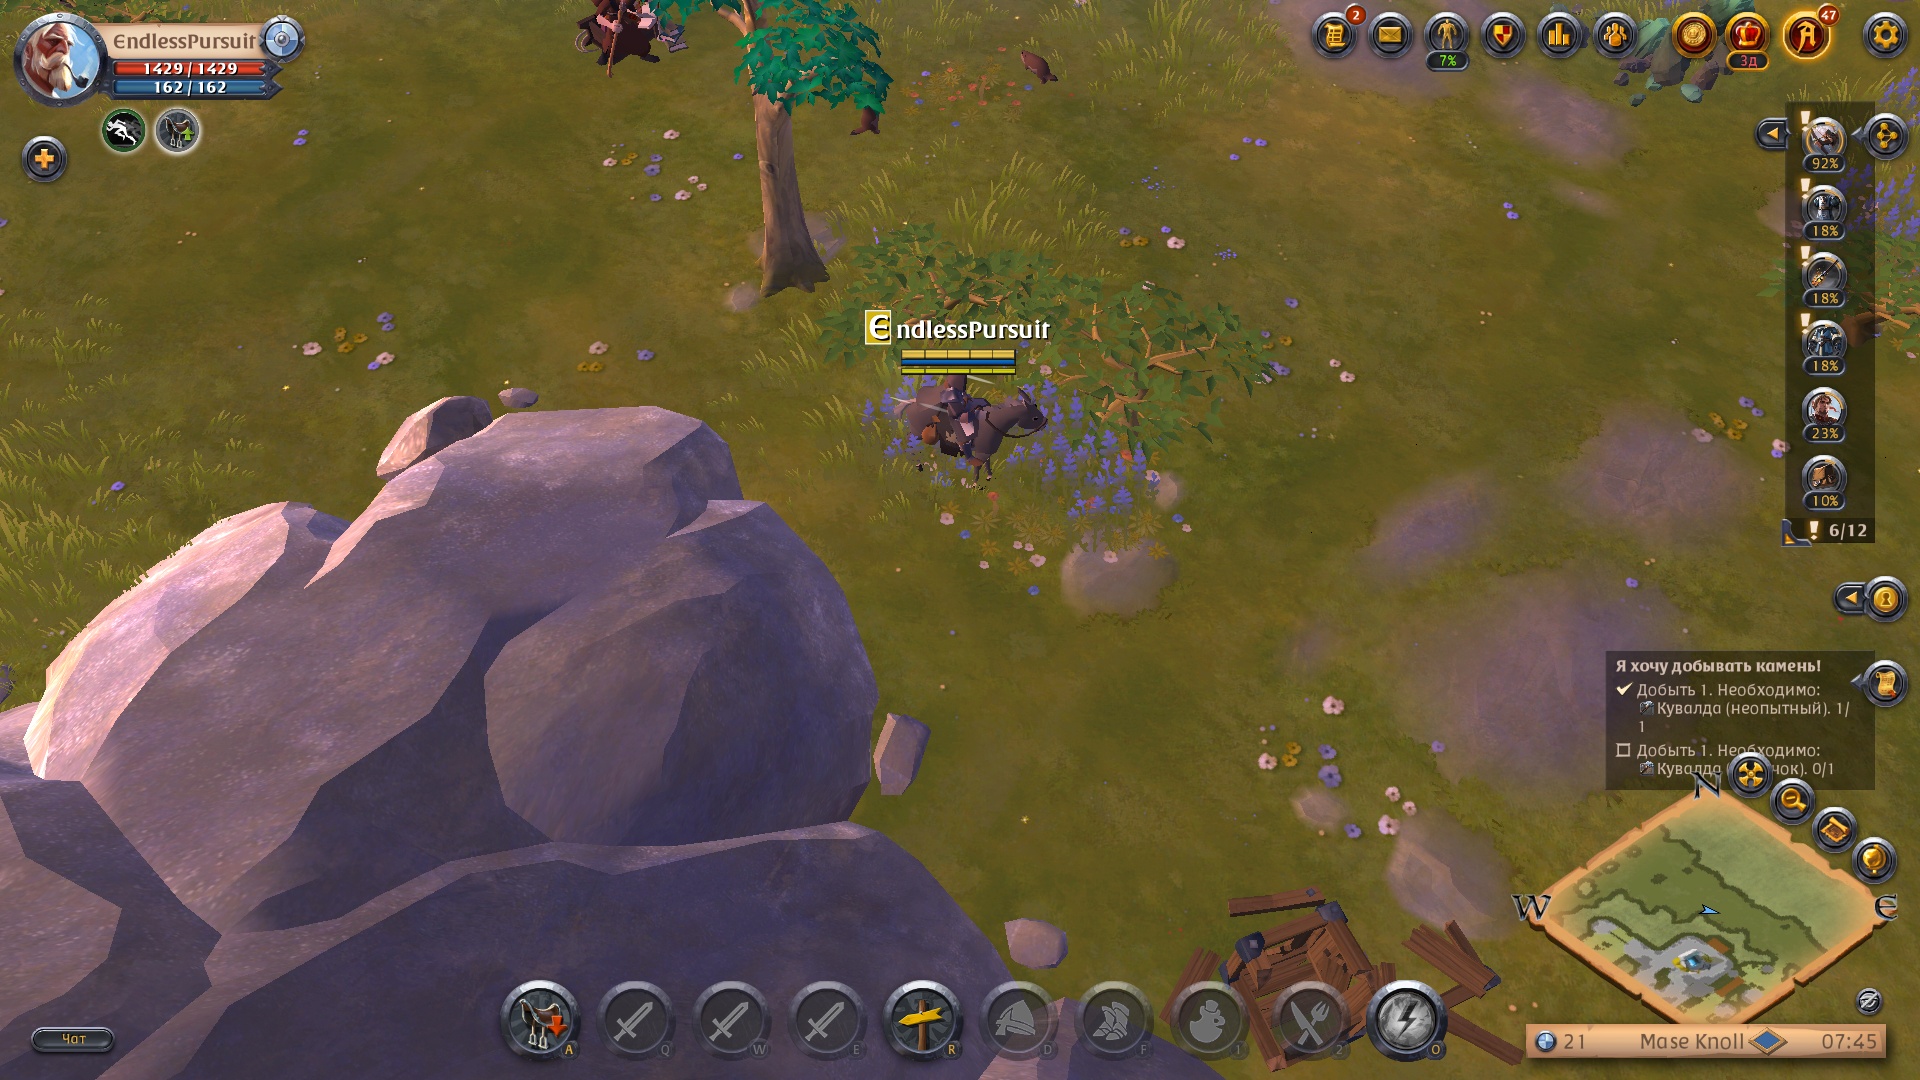 EndlessPursuit
1429 / 1429
162 / 162
2
7%
3д
47
92%
18%
18%
18%
23%
10%
6/12
EndlessPursuit
Я хочу добывать камень!
Добыть 1. Необходимо:
Кувалда (неопытный). 1/
1
Добыть 1. Необходимо:
Кувалда нок). 0/1
N
W
E
Чат
A
Q
W
E
R
D
F
1
2
O
21
Mase Knoll
07:45